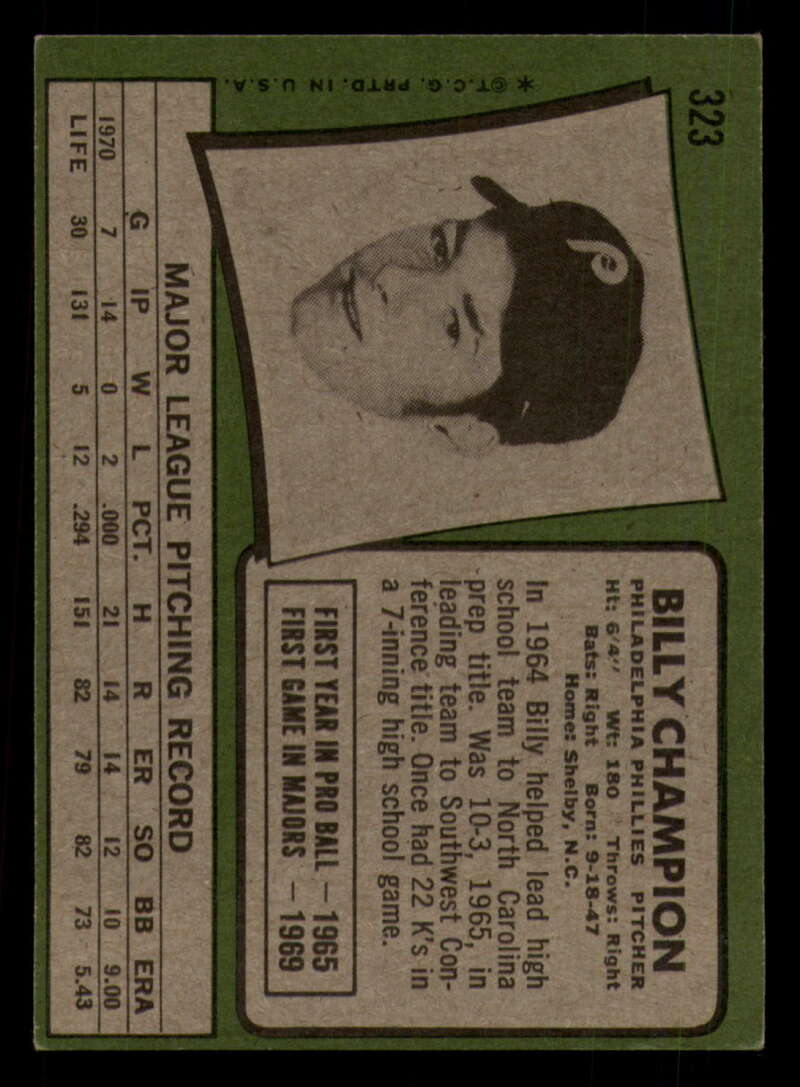 323
*©T.C.G. PRTD. IN U.S.A.
P
BILLY CHAMPION
PHILADELPHIA PHILLIES PITCHER
Ht: 6'4" Wt: 180 Throws: Right
Bats: Right Born: 9-18-47
Home: Shelby, N.C.
In 1964 Billy helped lead high
school team to North Carolina
prep title. Was 10-3, 1965, in
leading team to Southwest Con-
ference title. Once had 22 K's in
a 7-inning high school game.
FIRST YEAR IN PRO BALL — 1965
FIRST GAME IN MAJORS — 1969
MAJOR LEAGUE PITCHING RECORD
G IP W L PCT. H R ER SO BB ERA
1970 7 14 0 2 .000 21 14 14 12 10 9.00
LIFE 30 131 5 12 .294 151 82 79 82 73 5.43